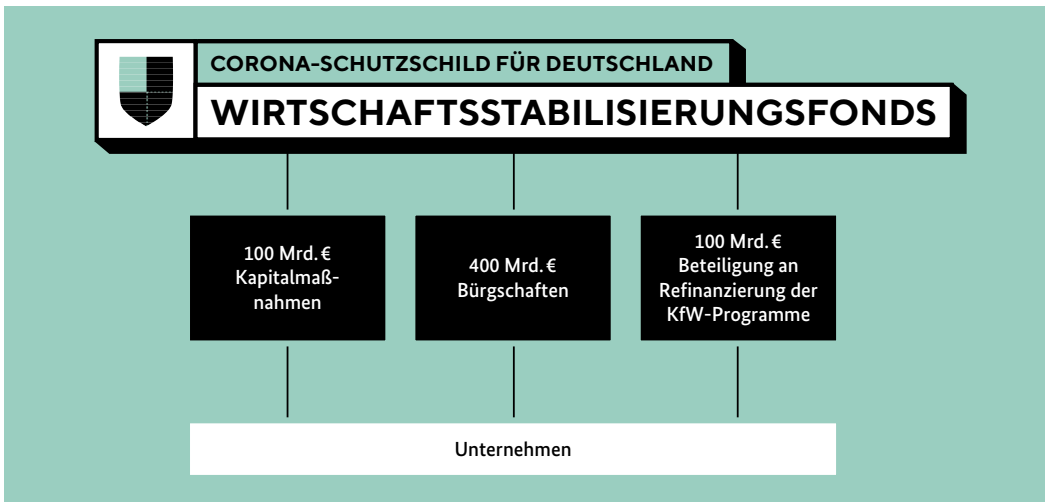 CORONA-SCHUTZSCHILD FÜR DEUTSCHLAND
WIRTSCHAFTSSTABILISIERUNGSFONDS
100 Mrd. €
Kapitalmaß-
nahmen
400 Mrd. €
Bürgschaften
100 Mrd. €
Beteiligung an
Refinanzierung der
KfW-Programme
Unternehmen